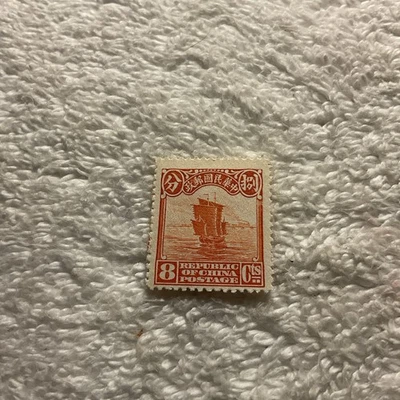 中華民國郵政
捌 分
8 Cts
REPUBLIC
OF CHINA
POSTAGE